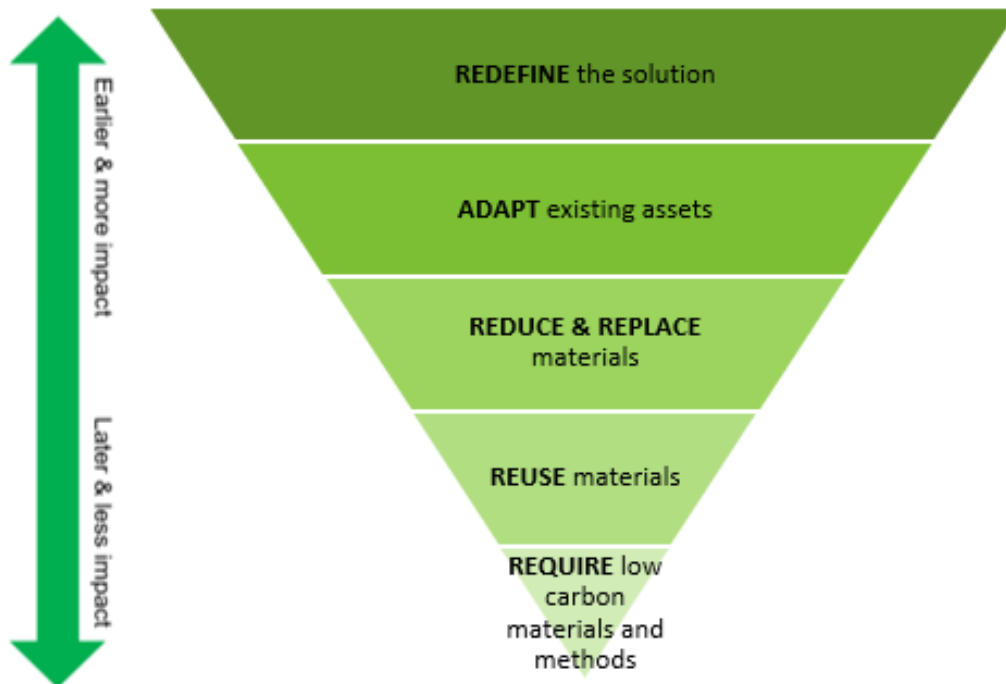 Earlier & more impact
Later & less impact
REDEFINE the solution
ADAPT existing assets
REDUCE & REPLACE
materials
REUSE materials
REQUIRE low
carbon
materials and
methods